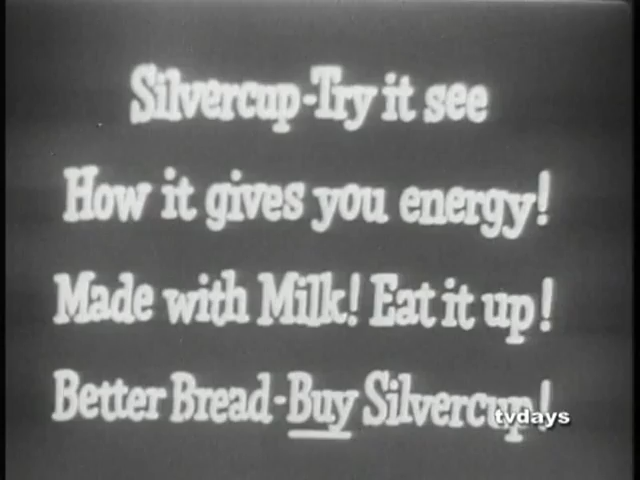 Silvercup-Try it see
How it gives you energy!
Made with Milk! Eat it up!
Better Bread-Buy Silvercup!
tvdays